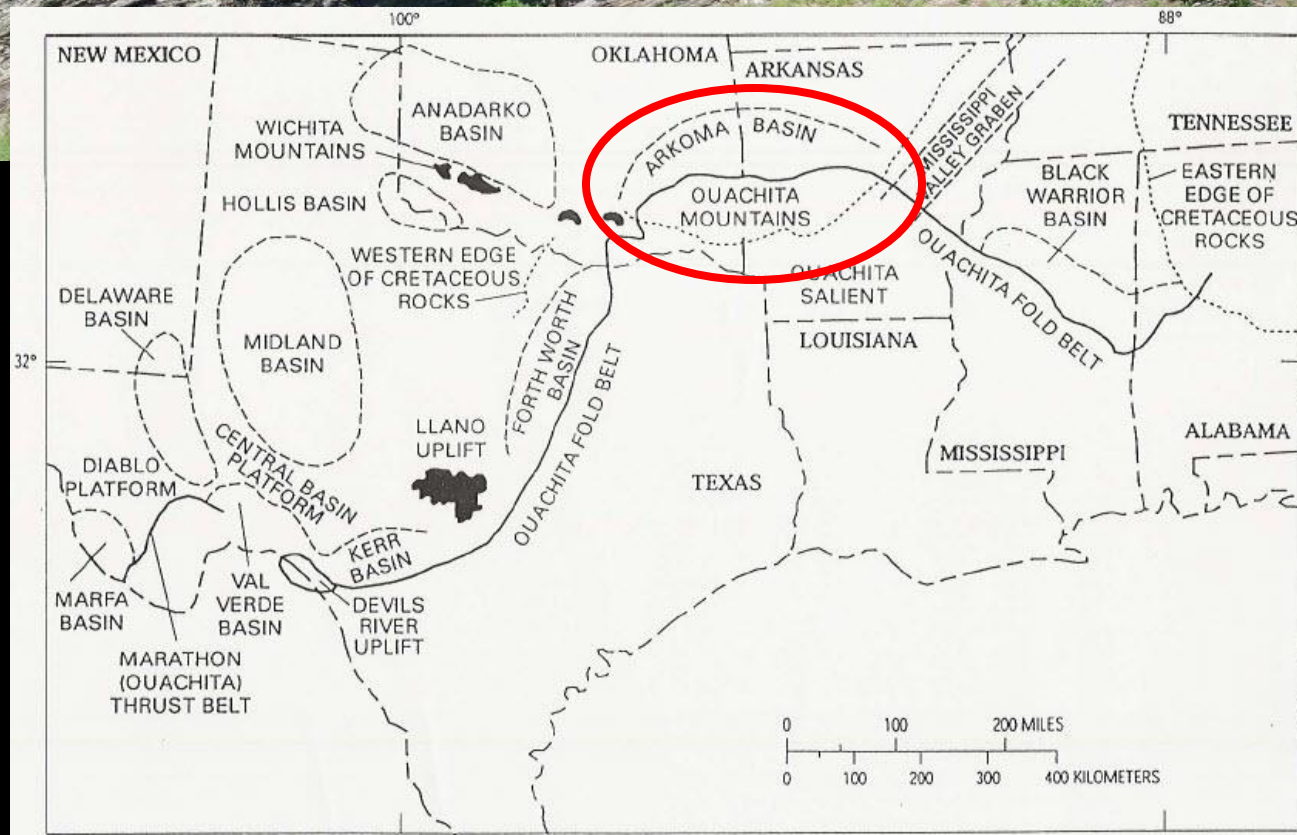 100°
88°
NEW MEXICO
OKLAHOMA
ARKANSAS
TENNESSEE
ANADARKO
BASIN
WICHITA
MOUNTAINS
HOLLIS BASIN
ARKOMA BASIN
MISSISSIPPI
VALLEY GRABEN
OUACHITA
MOUNTAINS
BLACK
WARRIOR
BASIN
EASTERN
EDGE OF
CRETACEOUS
ROCKS
WESTERN EDGE
OF CRETACEOUS
ROCKS
OUACHITA
SALIENT
OUACHITA FOLD BELT
DELAWARE
BASIN
MIDLAND
BASIN
FORTH WORTH
BASIN
OUACHITA FOLD BELT
LOUISIANA
32°
LLANO
UPLIFT
CENTRAL BASIN
PLATFORM
DIABLO
PLATFORM
TEXAS
MISSISSIPPI
ALABAMA
KERR
BASIN
MARFA
BASIN
VAL
VERDE
BASIN
DEVILS
RIVER
UPLIFT
MARATHON
(OUACHITA)
THRUST BELT
0 100 200 MILES
0 100 200 300 400 KILOMETERS